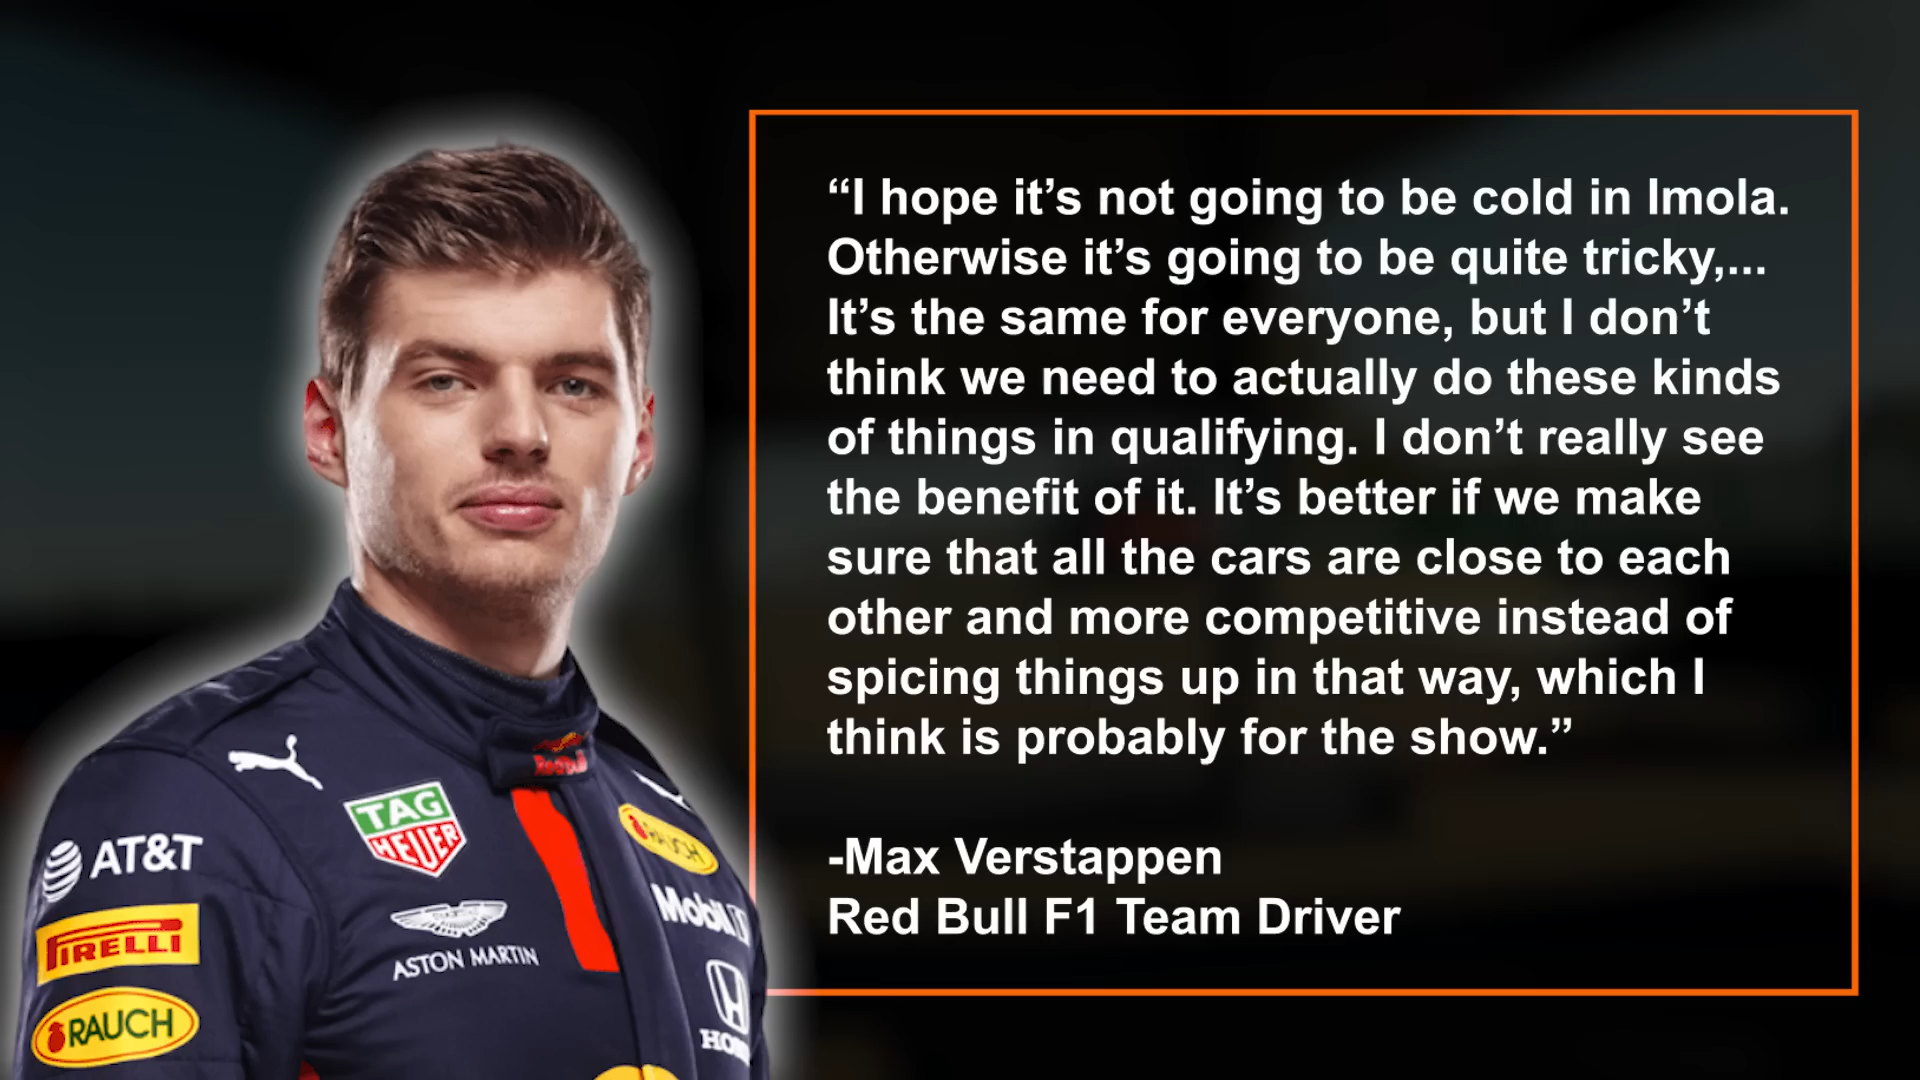 “I hope it’s not going to be cold in Imola.
Otherwise it’s going to be quite tricky,...
It’s the same for everyone, but I don’t
think we need to actually do these kinds
of things in qualifying. I don’t really see
the benefit of it. It’s better if we make
sure that all the cars are close to each
other and more competitive instead of
spicing things up in that way, which I
think is probably for the show.”
-Max Verstappen
Red Bull F1 Team Driver
Red Bull
TAG
HEUER
RAUCH
AT&T
Mobil 1
PIRELLI
ASTON MARTIN
RAUCH